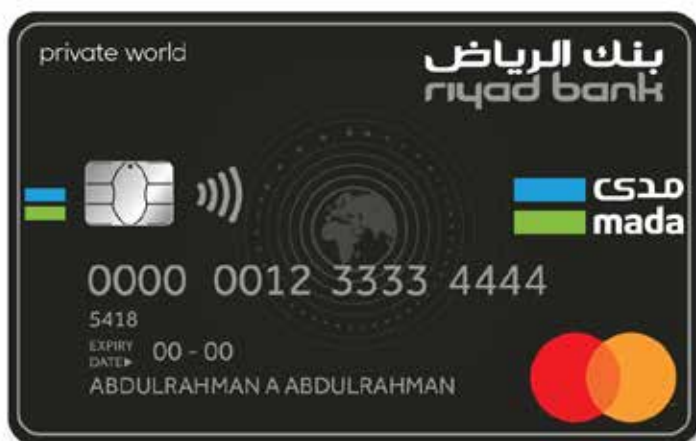 private world
بنك الرياض
riyad bank
مدى
mada
0000 0012 3333 4444
5418
EXPIRY
DATE▶ 00 - 00
ABDULRAHMAN A ABDULRAHMAN